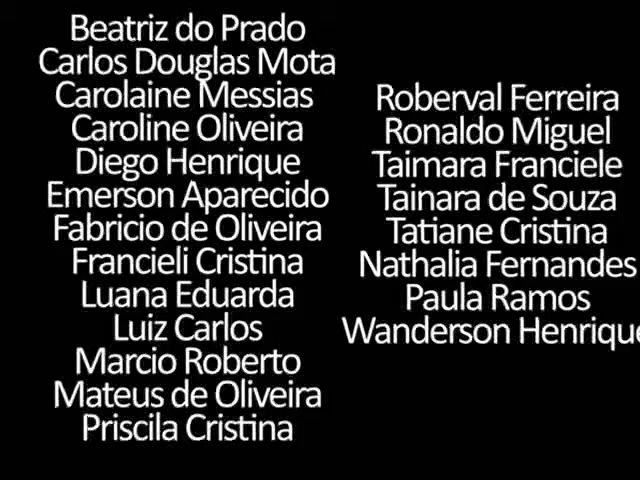 Beatriz do Prado
Carlos Douglas Mota
Carolaine Messias
Caroline Oliveira
Diego Henrique
Emerson Aparecido
Fabricio de Oliveira
Francieli Cristina
Luana Eduarda
Luiz Carlos
Marcio Roberto
Mateus de Oliveira
Priscila Cristina
Roberval Ferreira
Ronaldo Miguel
Taimara Franciele
Tainara de Souza
Tatiane Cristina
Nathalia Fernandes
Paula Ramos
Wanderson Henrique